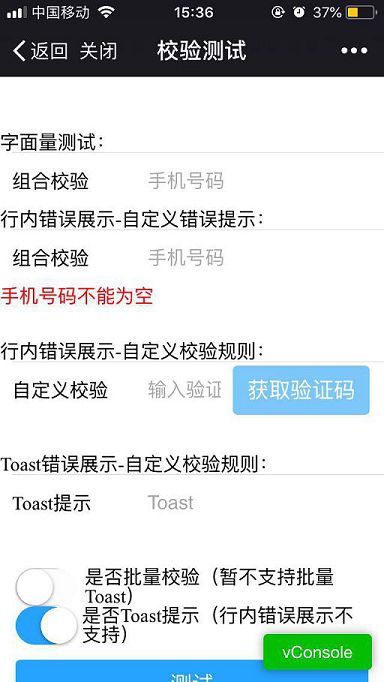 中国移动 15:36 37%
返回 关闭 校验测试
字面量测试：
组合校验 手机号码
行内错误展示-自定义错误提示：
组合校验 手机号码
手机号码不能为空
行内错误展示-自定义校验规则：
自定义校验 输入验证 获取验证码
Toast错误展示-自定义校验规则：
Toast提示 Toast
是否批量校验（暂不支持批量
Toast）
是否Toast提示（行内错误展示不
支持）
vConsole
测试